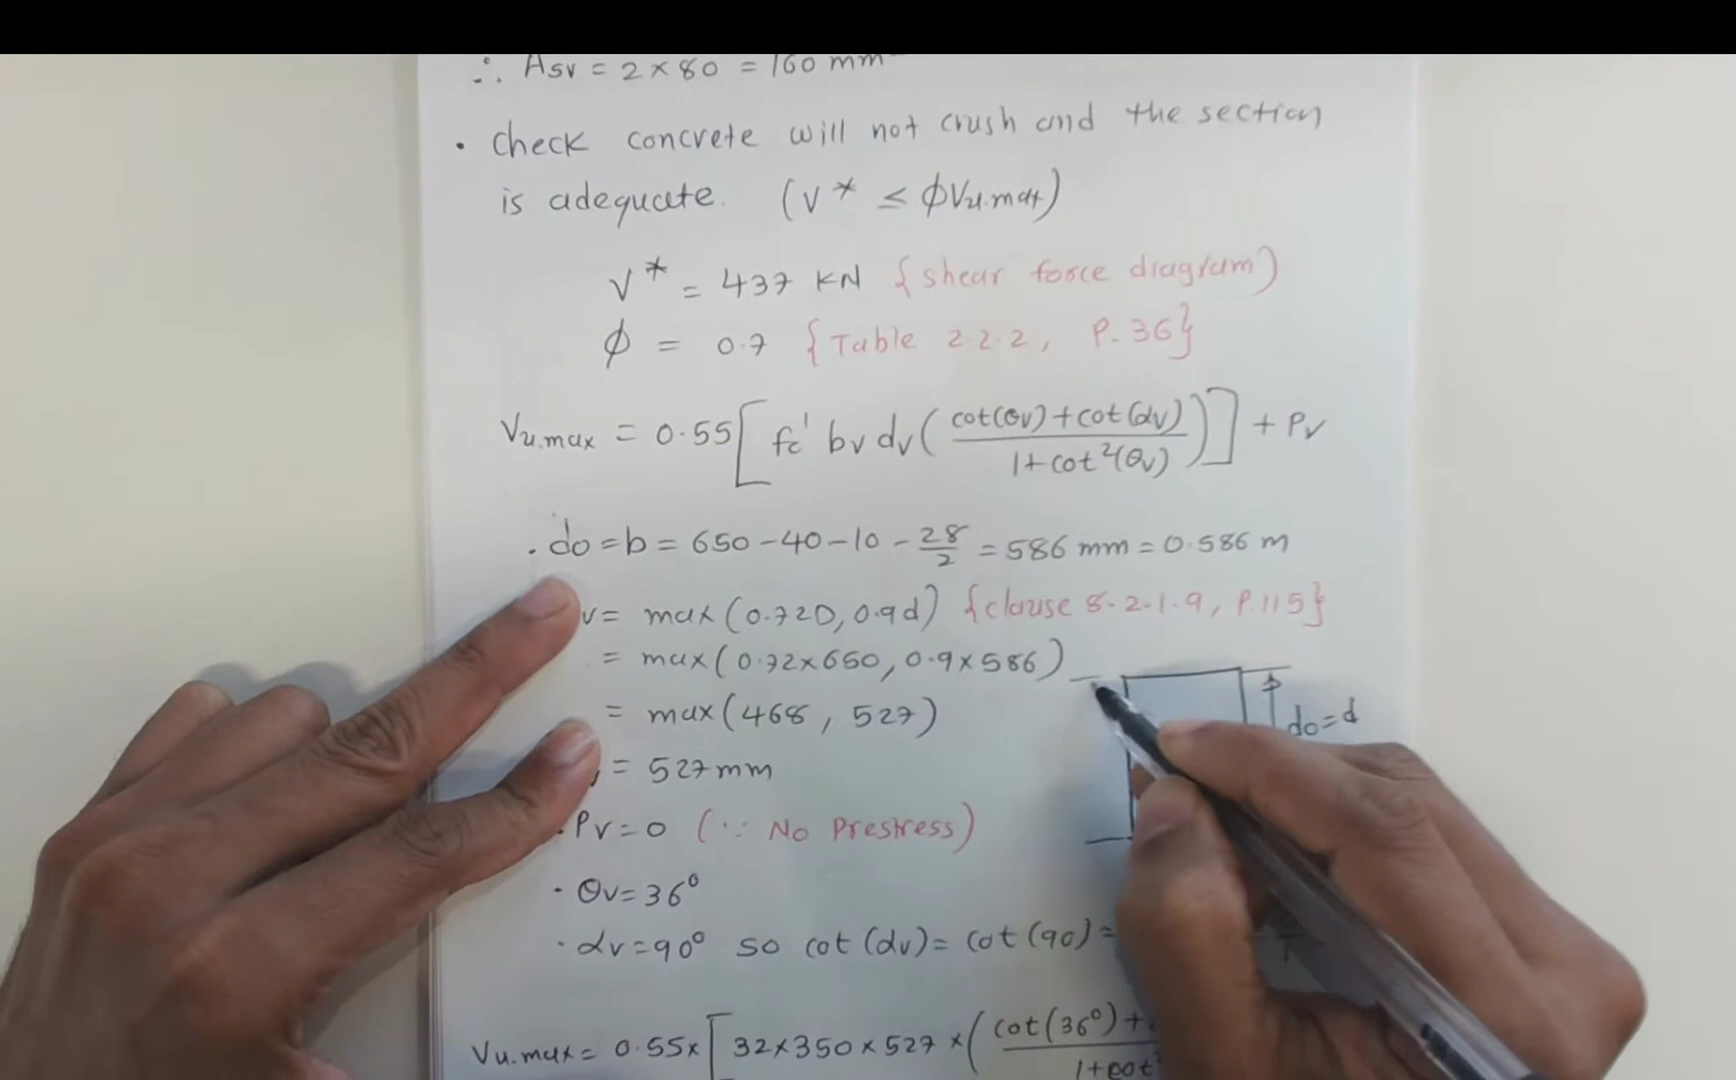 ∴ Asv = 2 × 80 = 160 mm
• Check concrete will not crush and the section
is adequate. (V* ≤ ϕVu.max)
V* = 437 KN {shear force diagram}
ϕ = 0.7 {Table 2.2.2, P.36}
Vu.max = 0.55[fc' bv dv(cot(θv)+cot(αv) / 1+cot²(θv))] + Pv
. do = b = 650 - 40 - 10 - 28/2 = 586 mm = 0.586 m
v = max(0.72D, 0.9d) {clause 8.2.1.9, P.115}
= max(0.72×650, 0.9×586)
= max(468, 527)
= 527mm
do = d
. Pv = 0 (∵ No Prestress)
. θv = 36°
. αv = 90° so cot(αv) = cot(90) =
Vu.max = 0.55×[32×350×527×(cot(36°)+ / 1+cot